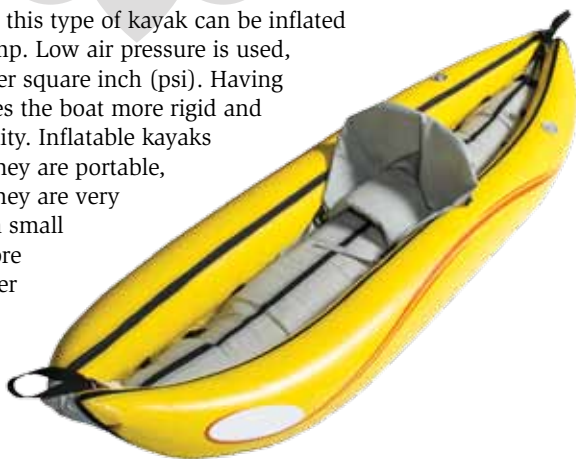 this type of kayak can be inflated
mp. Low air pressure is used,
er square inch (psi). Having
es the boat more rigid and
ity. Inflatable kayaks
hey are portable,
hey are very
small
ore
er